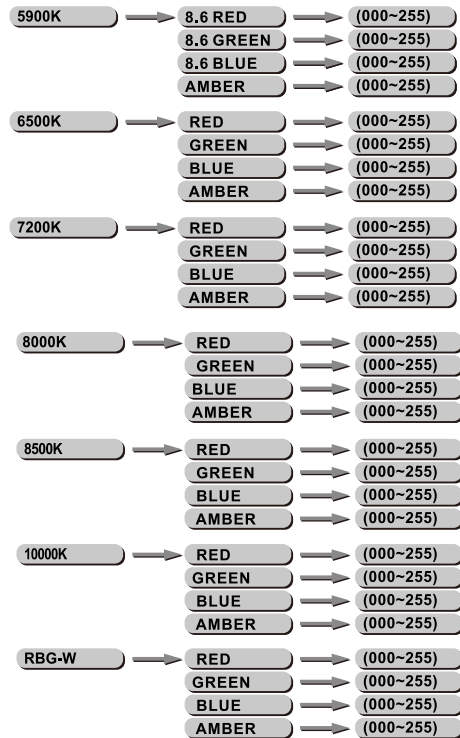 5900K 8.6 RED (000~255)
8.6 GREEN (000~255)
8.6 BLUE (000~255)
AMBER (000~255)
6500K RED (000~255)
GREEN (000~255)
BLUE (000~255)
AMBER (000~255)
7200K RED (000~255)
GREEN (000~255)
BLUE (000~255)
AMBER (000~255)
8000K RED (000~255)
GREEN (000~255)
BLUE (000~255)
AMBER (000~255)
8500K RED (000~255)
GREEN (000~255)
BLUE (000~255)
AMBER (000~255)
10000K RED (000~255)
GREEN (000~255)
BLUE (000~255)
AMBER (000~255)
RBG-W RED (000~255)
GREEN (000~255)
BLUE (000~255)
AMBER (000~255)